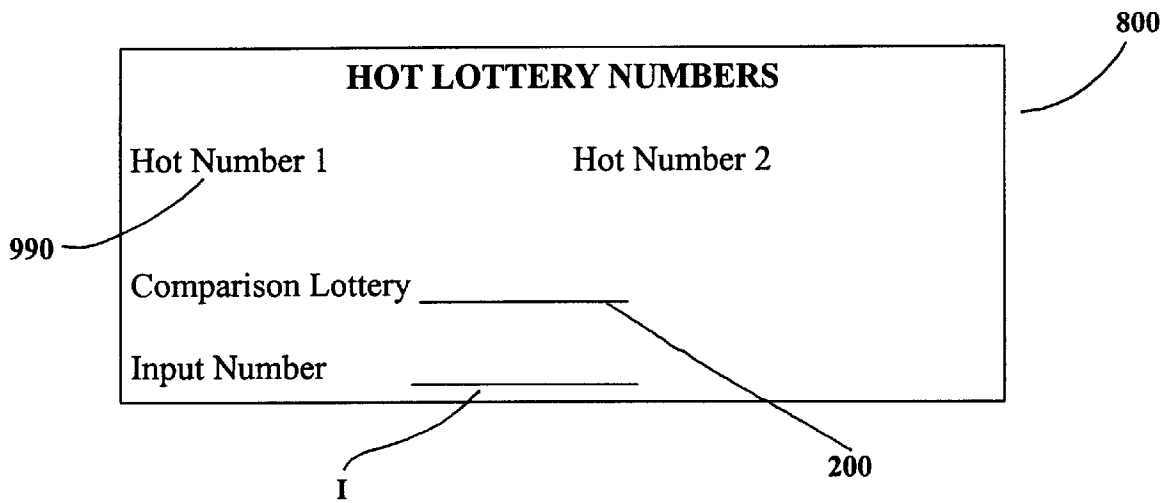 800
HOT LOTTERY NUMBERS
Hot Number 1 Hot Number 2
990
Comparison Lottery
Input Number
200
I